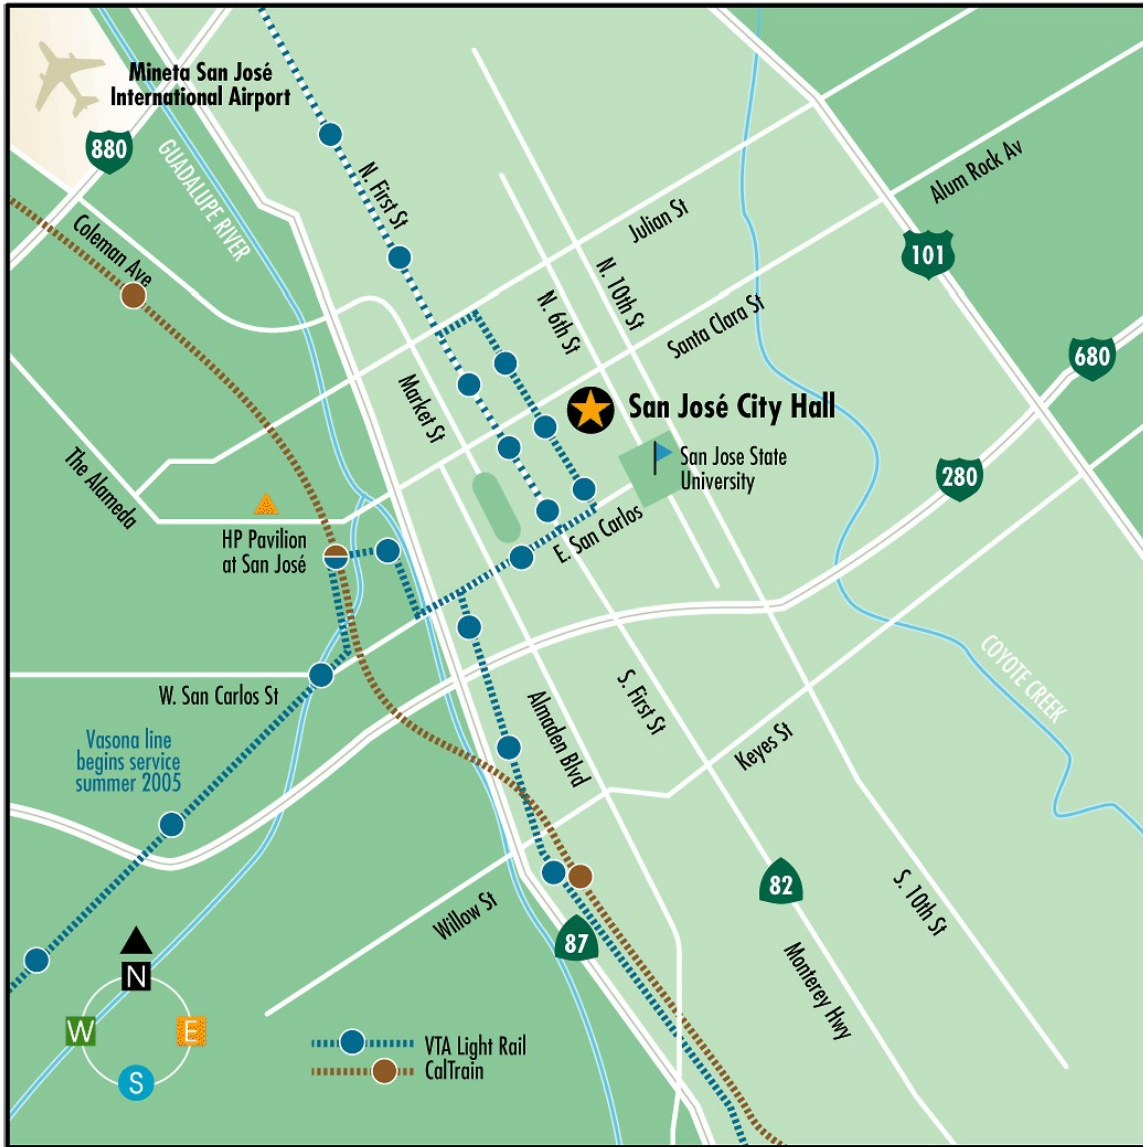 Mineta San José
International Airport
880
GUADALUPE RIVER
N. First St
Coleman Ave
Julian St
Alum Rock Av
101
N. 10th St
N. 6th St
Santa Clara St
680
Market St
San José City Hall
San Jose State
University
280
The Alameda
HP Pavilion
at San José
E. San Carlos
COYOTE CREEK
W. San Carlos St
S. First St
Almaden Blvd
Keyes St
Vasona line
begins service
summer 2005
82
S. 10th St
Willow St
87
Monterey Hwy
N
W
E
S
VTA Light Rail
CalTrain